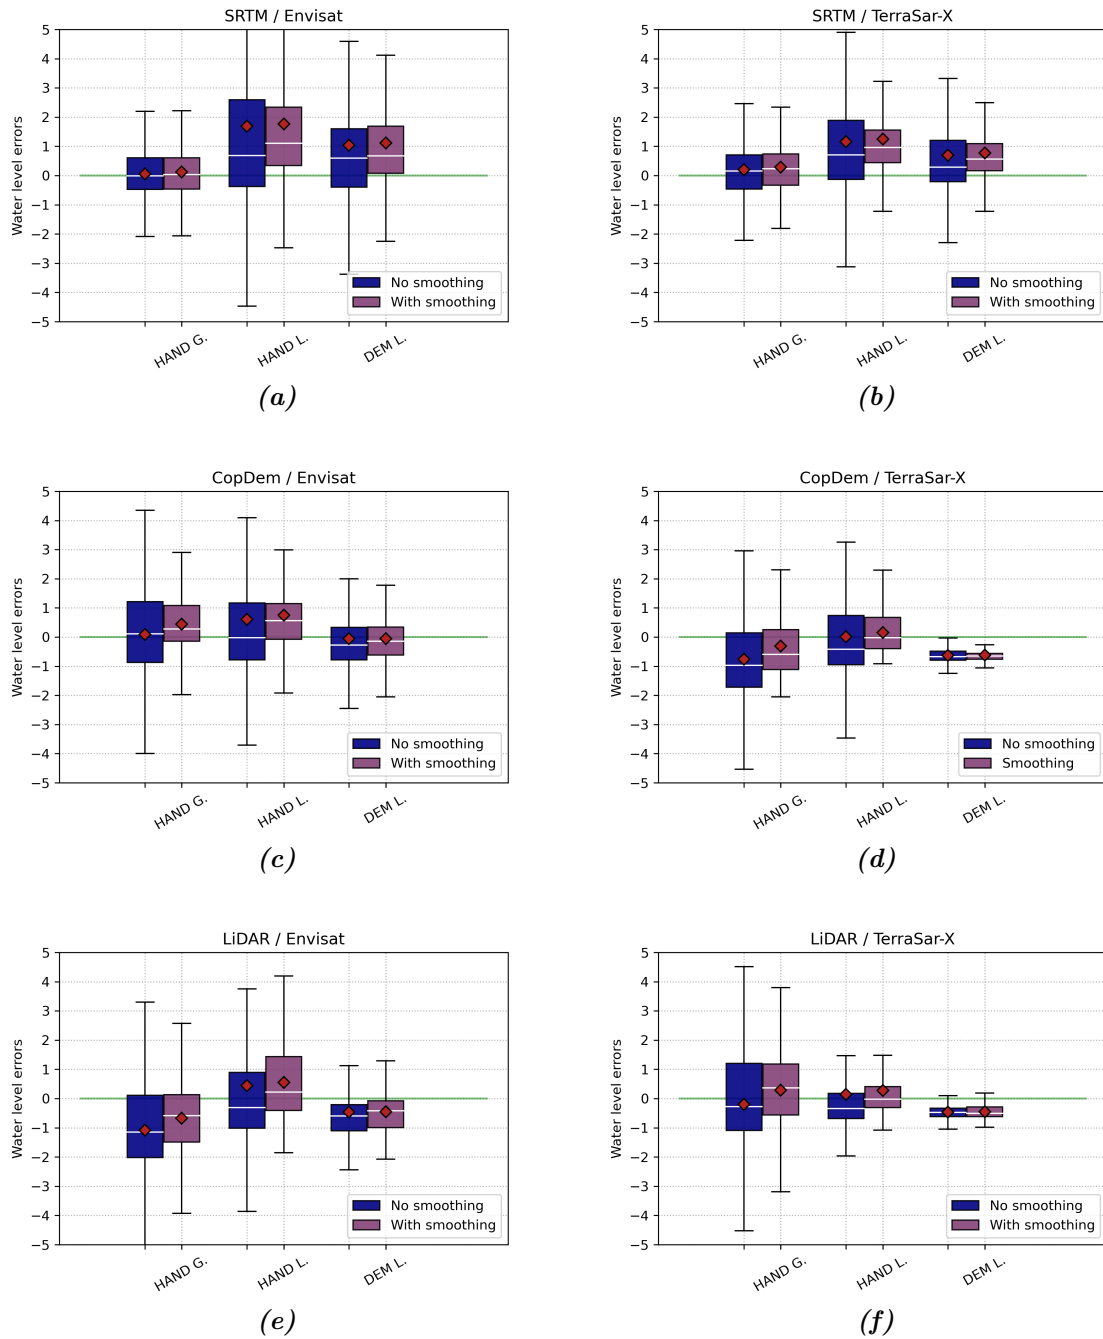 SRTM / Envisat
5
4
3
2
1
0
−1
−2
−3
−4
−5
Water level errors
No smoothing
With smoothing
HAND G.
HAND L.
DEM L.
(a)
SRTM / TerraSar-X
5
4
3
2
1
0
−1
−2
−3
−4
−5
Water level errors
No smoothing
With smoothing
HAND G.
HAND L.
DEM L.
(b)
CopDem / Envisat
5
4
3
2
1
0
−1
−2
−3
−4
−5
Water level errors
No smoothing
With smoothing
HAND G.
HAND L.
DEM L.
(c)
CopDem / TerraSar-X
5
4
3
2
1
0
−1
−2
−3
−4
−5
Water level errors
No smoothing
Smoothing
HAND G.
HAND L.
DEM L.
(d)
LiDAR / Envisat
5
4
3
2
1
0
−1
−2
−3
−4
−5
Water level errors
No smoothing
With smoothing
HAND G.
HAND L.
DEM L.
(e)
LiDAR / TerraSar-X
5
4
3
2
1
0
−1
−2
−3
−4
−5
Water level errors
No smoothing
With smoothing
HAND G.
HAND L.
DEM L.
(f)